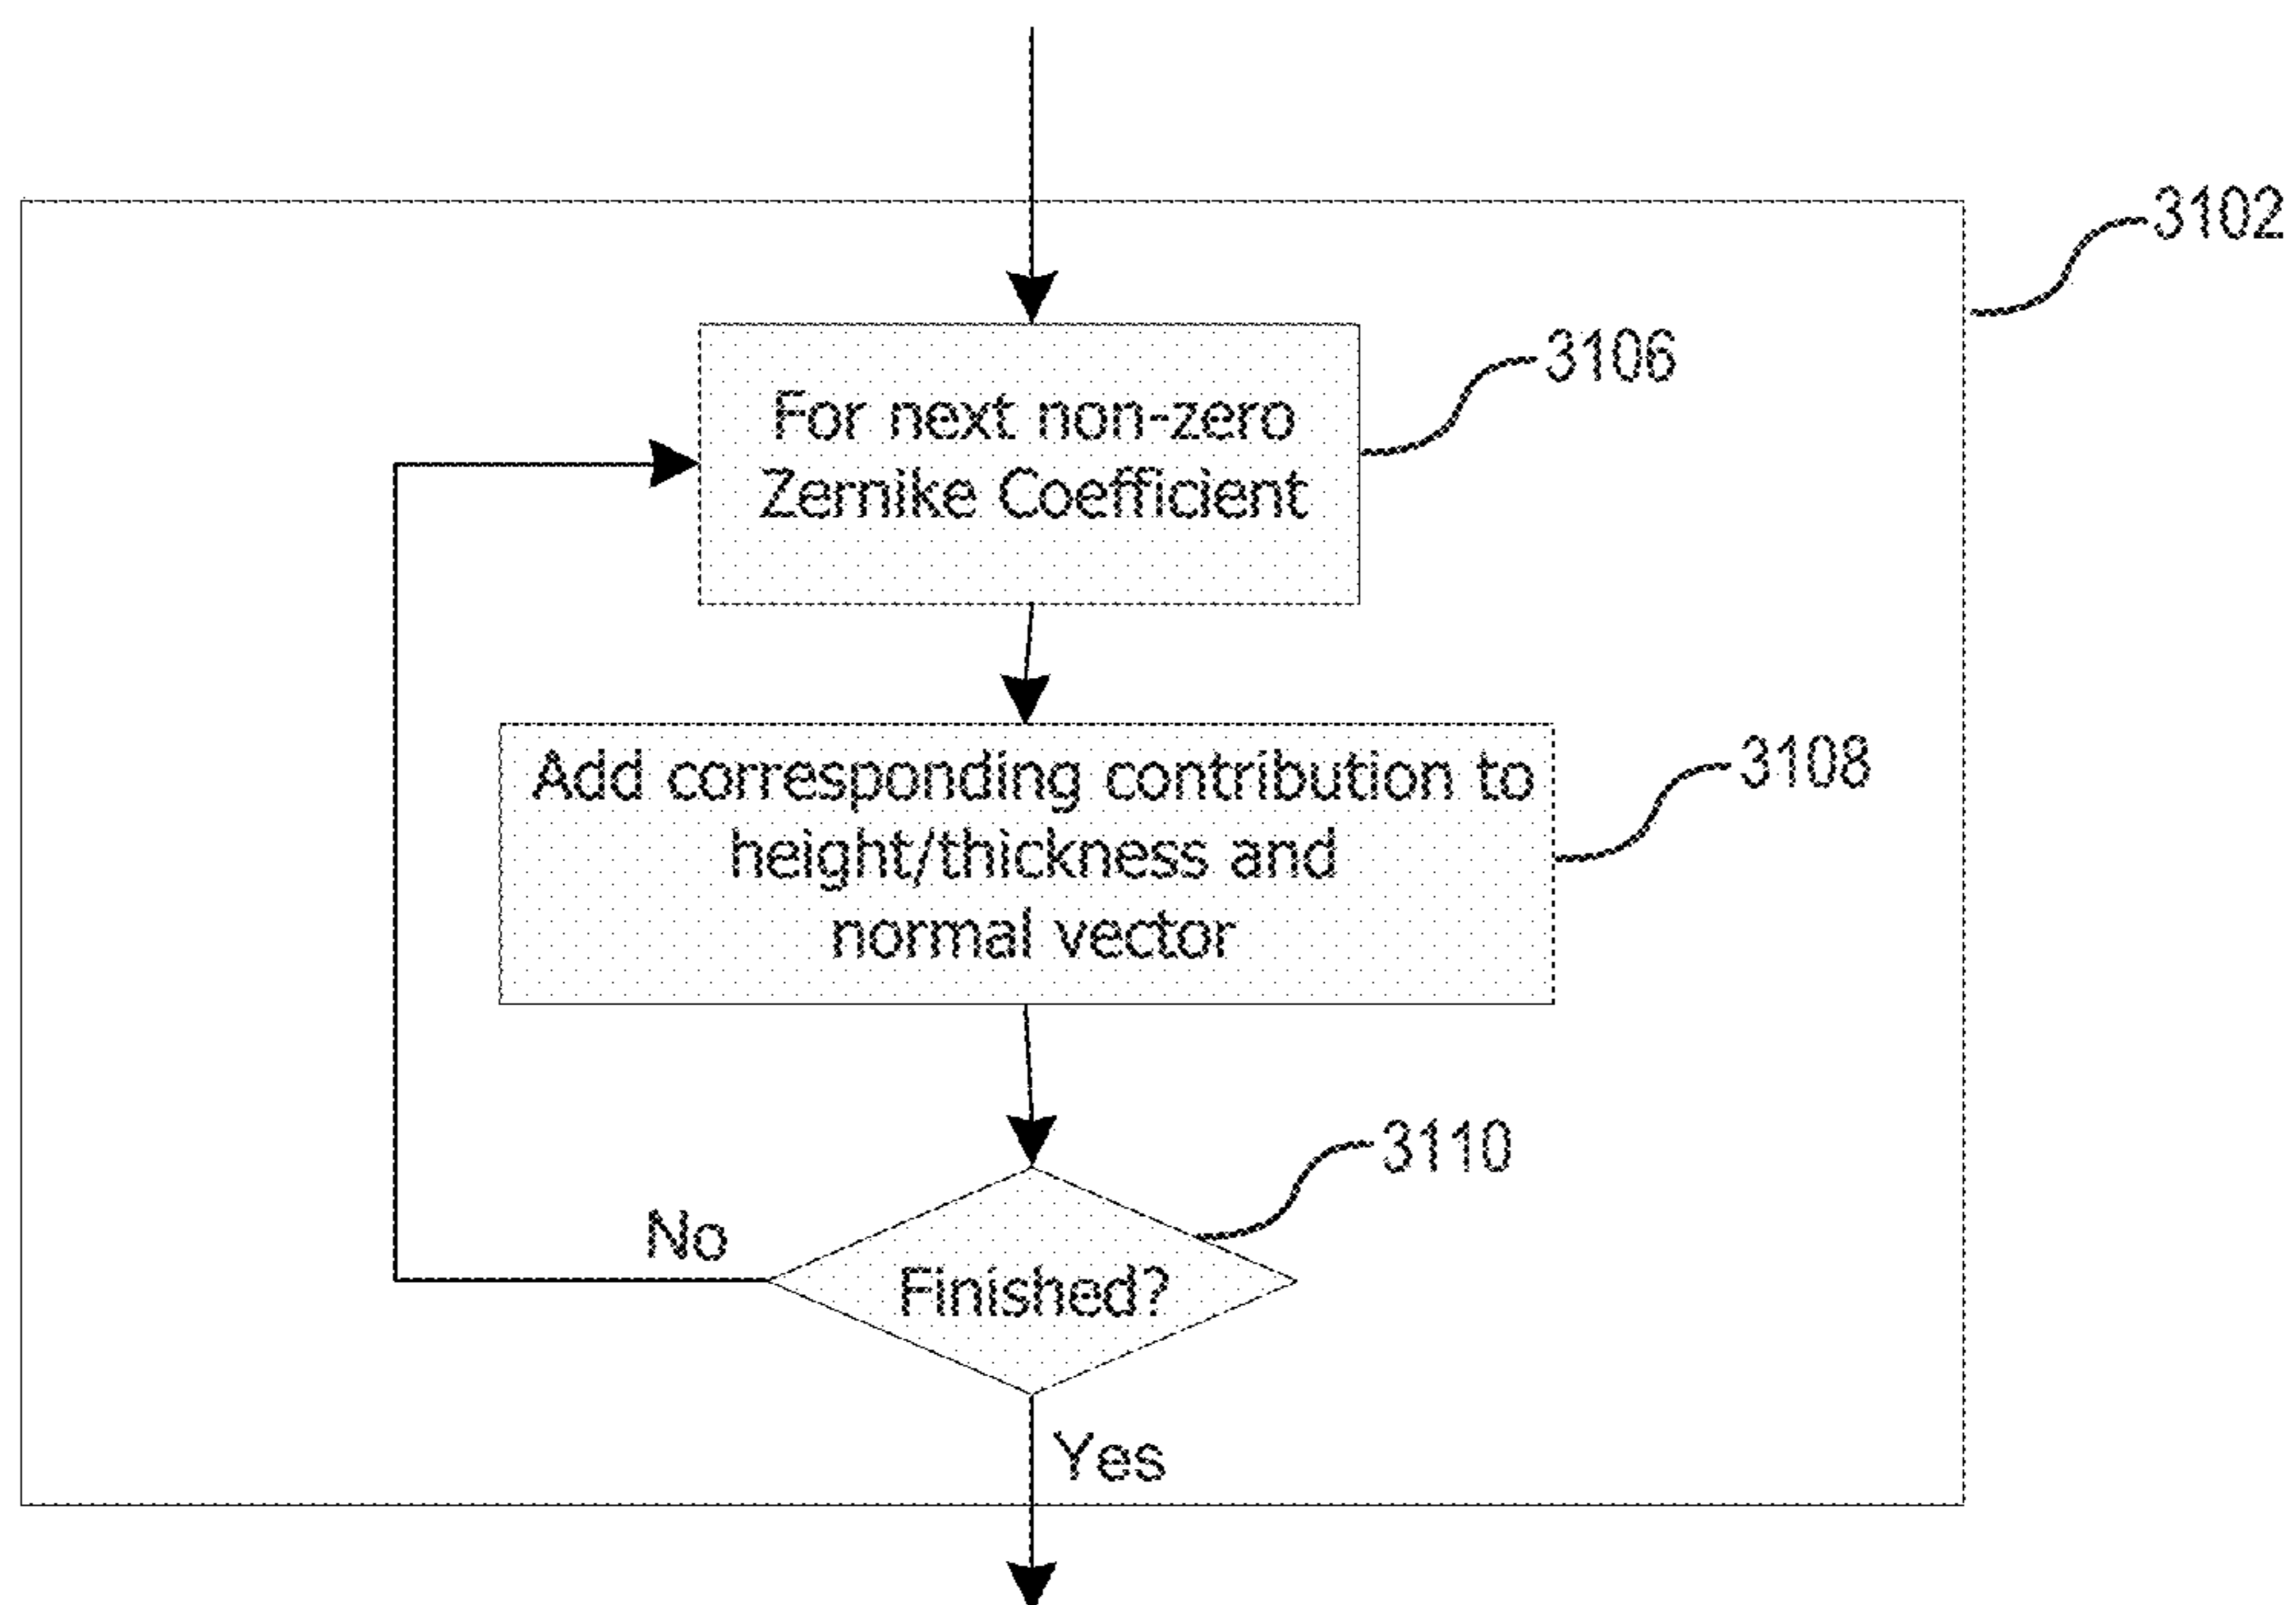 3102
3106
For next non-zero
Zernike Coefficient
3108
Add corresponding contribution to
height/thickness and
normal vector
3110
No
Finished?
Yes